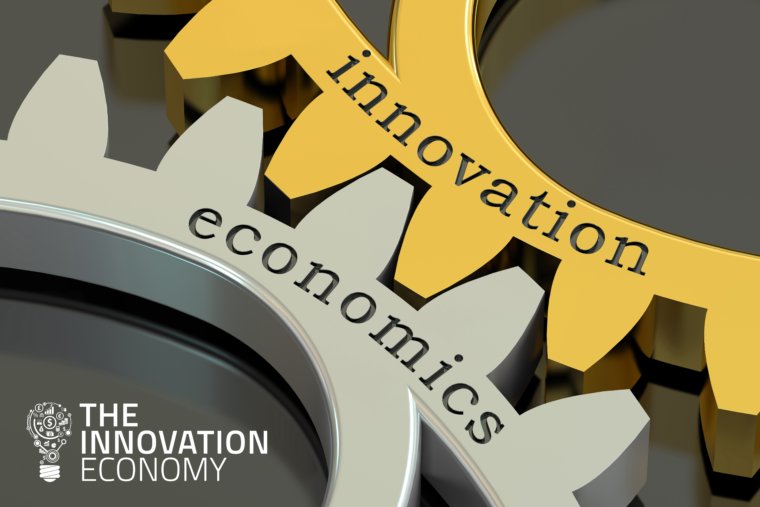 innovation
economics
THE
INNOVATION
ECONOMY